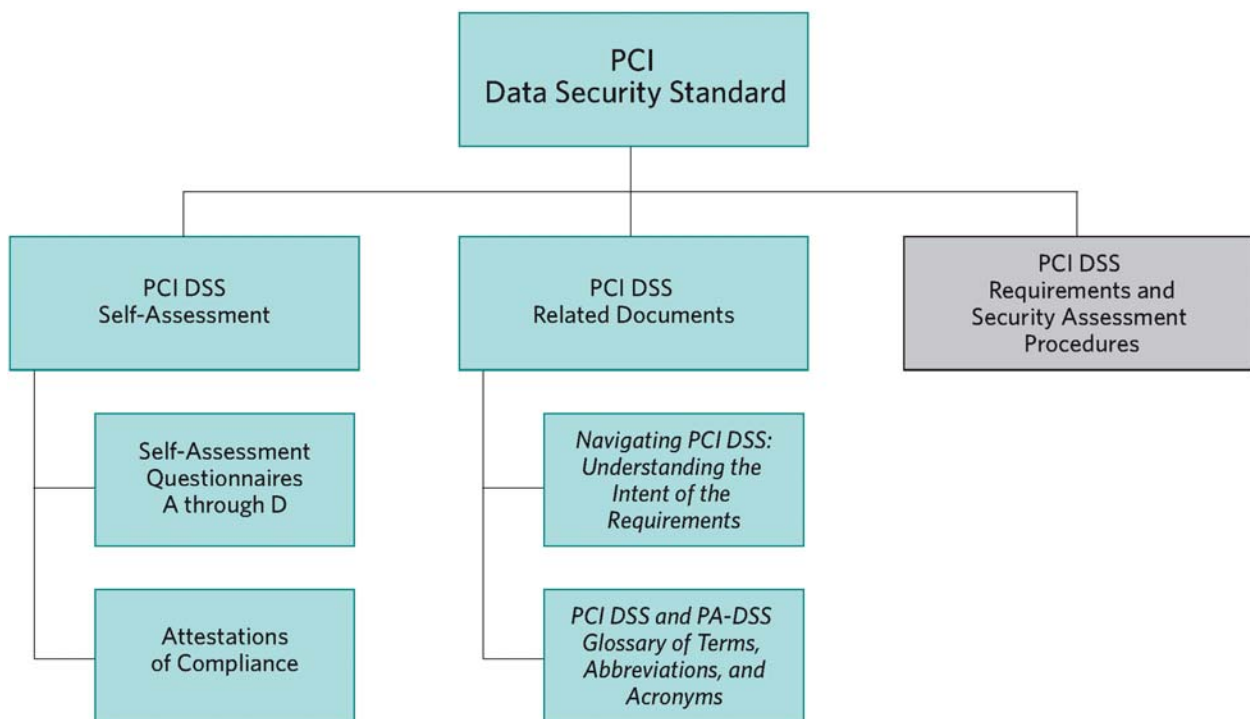 PCI
Data Security Standard
PCI DSS
Self-Assessment
PCI DSS
Related Documents
PCI DSS
Requirements and
Security Assessment
Procedures
Self-Assessment
Questionnaires
A through D
Navigating PCI DSS:
Understanding the
Intent of the
Requirements
Attestations
of Compliance
PCI DSS and PA-DSS
Glossary of Terms,
Abbreviations, and
Acronyms